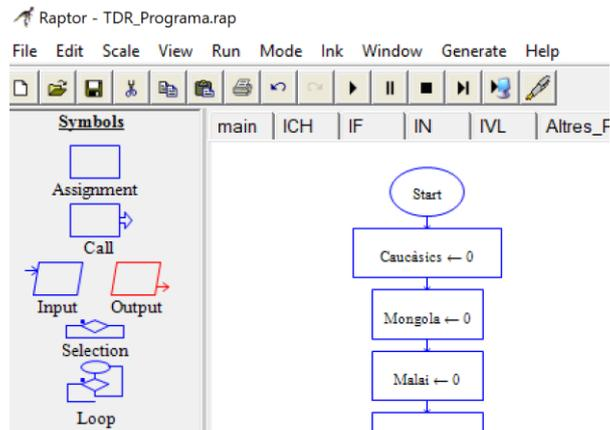 Raptor - TDR_Programa.rap
File Edit Scale View Run Mode Ink Window Generate Help
Symbols
Assignment
Call
Input Output
Selection
Loop
main ICH IF IN IVL Altres_F
Start
Caucàsics ← 0
Mongola ← 0
Malai ← 0